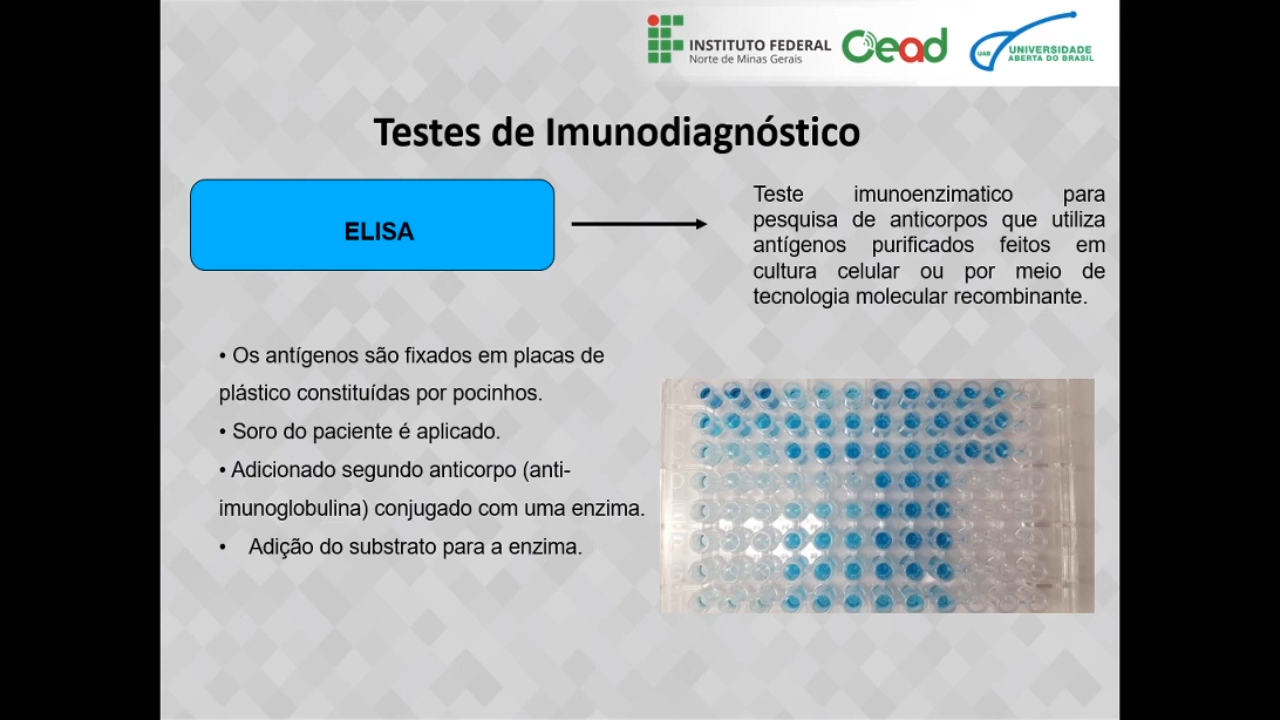 INSTITUTO FEDERAL
Norte de Minas Gerais
Cead
UAB
UNIVERSIDADE
ABERTA DO BRASIL
Testes de Imunodiagnóstico
ELISA
Teste imunoenzimatico para
pesquisa de anticorpos que utiliza
antígenos purificados feitos em
cultura celular ou por meio de
tecnologia molecular recombinante.
• Os antígenos são fixados em placas de
plástico constituídas por pocinhos.
• Soro do paciente é aplicado.
• Adicionado segundo anticorpo (anti-
imunoglobulina) conjugado com uma enzima.
• Adição do substrato para a enzima.